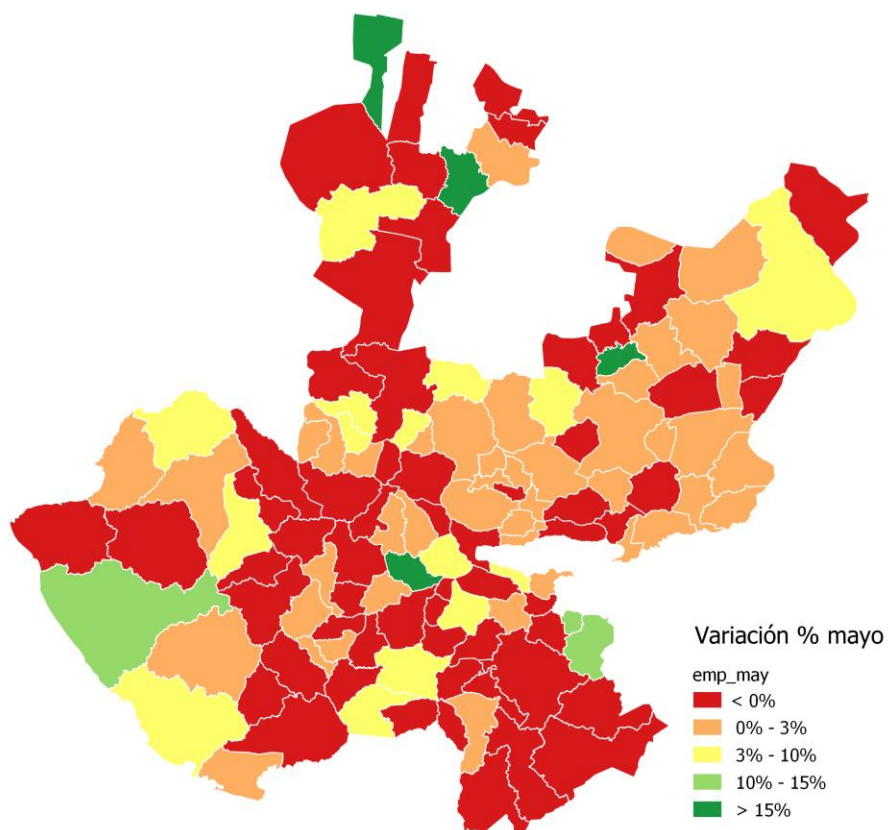 Variación % mayo
emp_may
< 0%
0% - 3%
3% - 10%
10% - 15%
> 15%